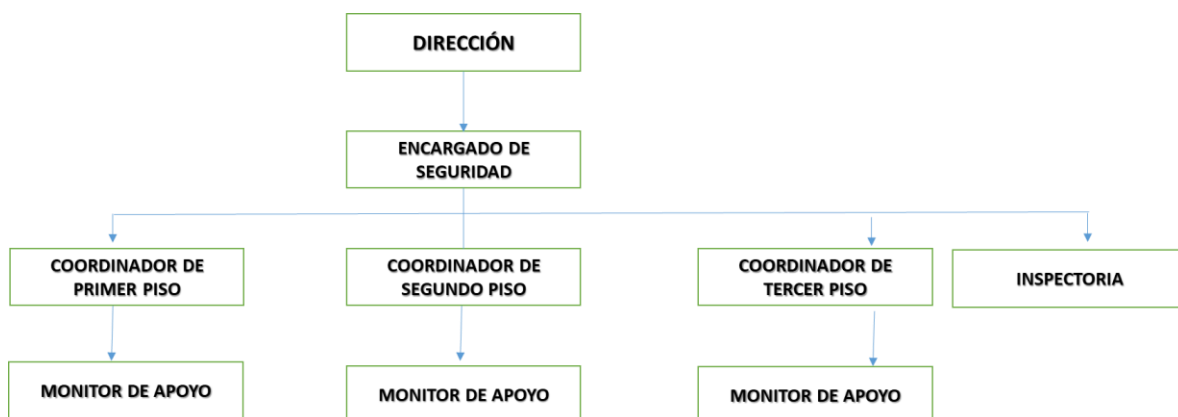 DIRECCIÓN
ENCARGADO DE
SEGURIDAD
COORDINADOR DE
PRIMER PISO
COORDINADOR DE
SEGUNDO PISO
COORDINADOR DE
TERCER PISO
INSPECTORIA
MONITOR DE APOYO
MONITOR DE APOYO
MONITOR DE APOYO